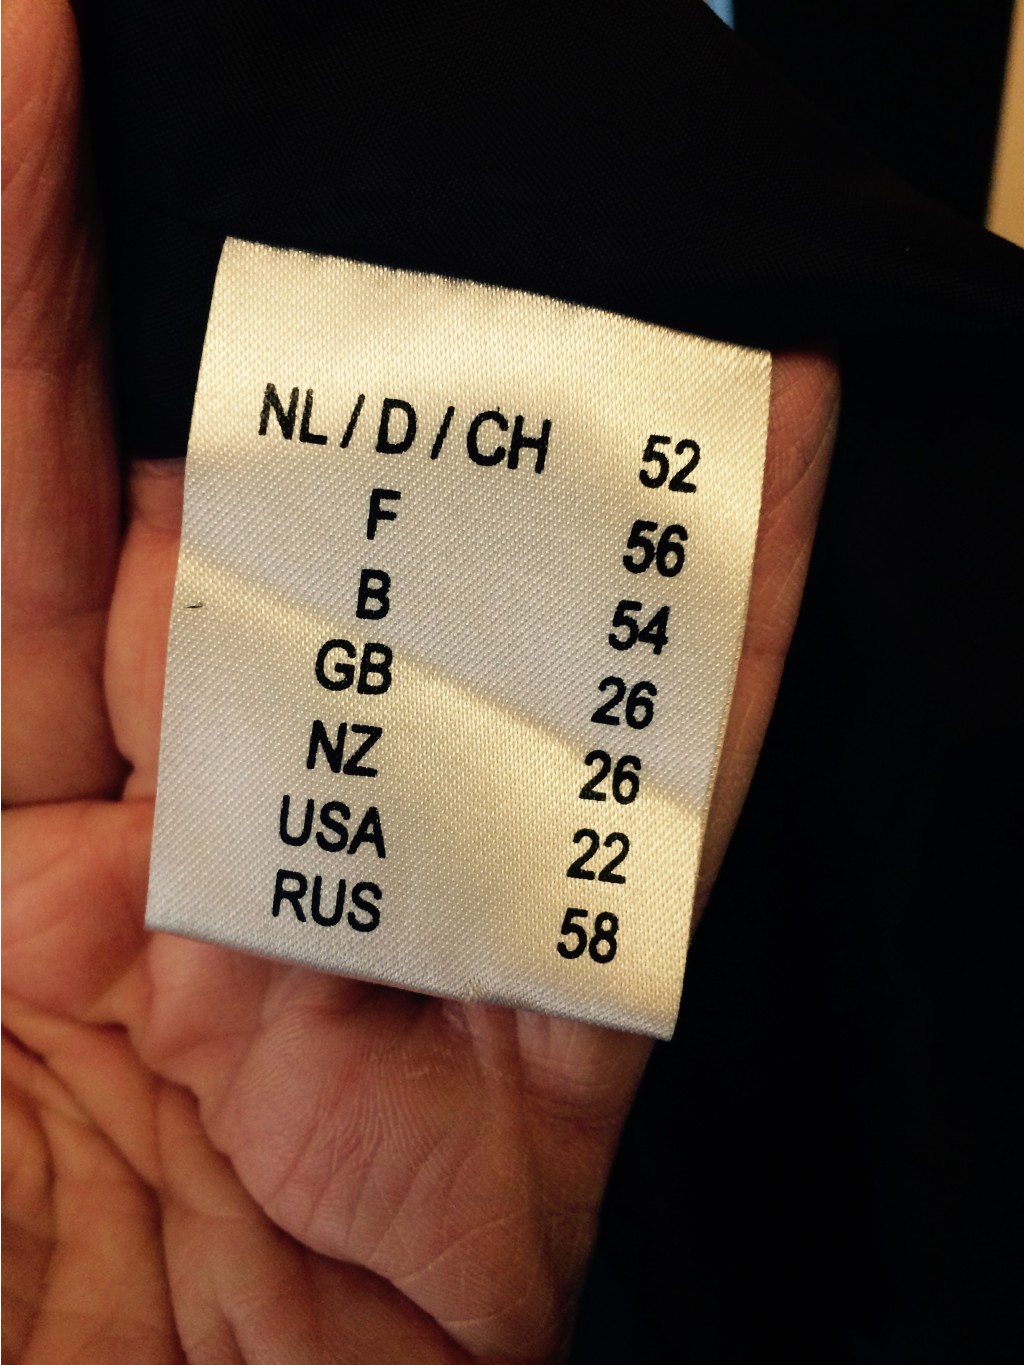 NL / D / CH 52
F 56
B 54
GB 26
NZ 26
USA 22
RUS 58